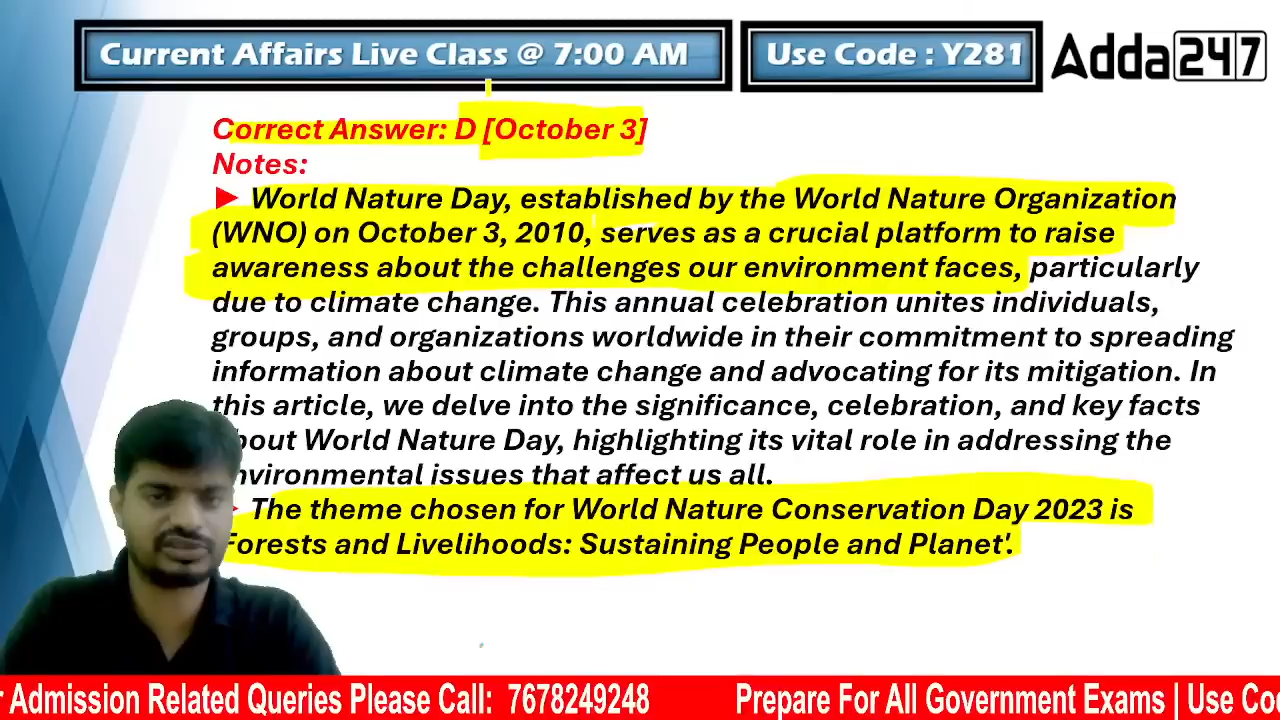 Current Affairs Live Class @ 7:00 AM
Use Code : Y281
Adda247
Correct Answer: D [October 3]
Notes:
► World Nature Day, established by the World Nature Organization
(WNO) on October 3, 2010, serves as a crucial platform to raise
awareness about the challenges our environment faces, particularly
due to climate change. This annual celebration unites individuals,
groups, and organizations worldwide in their commitment to spreading
information about climate change and advocating for its mitigation. In
this article, we delve into the significance, celebration, and key facts
bout World Nature Day, highlighting its vital role in addressing the
nvironmental issues that affect us all.
The theme chosen for World Nature Conservation Day 2023 is
Forests and Livelihoods: Sustaining People and Planet'.
r Admission Related Queries Please Call: 7678249248
Prepare For All Government Exams | Use Co